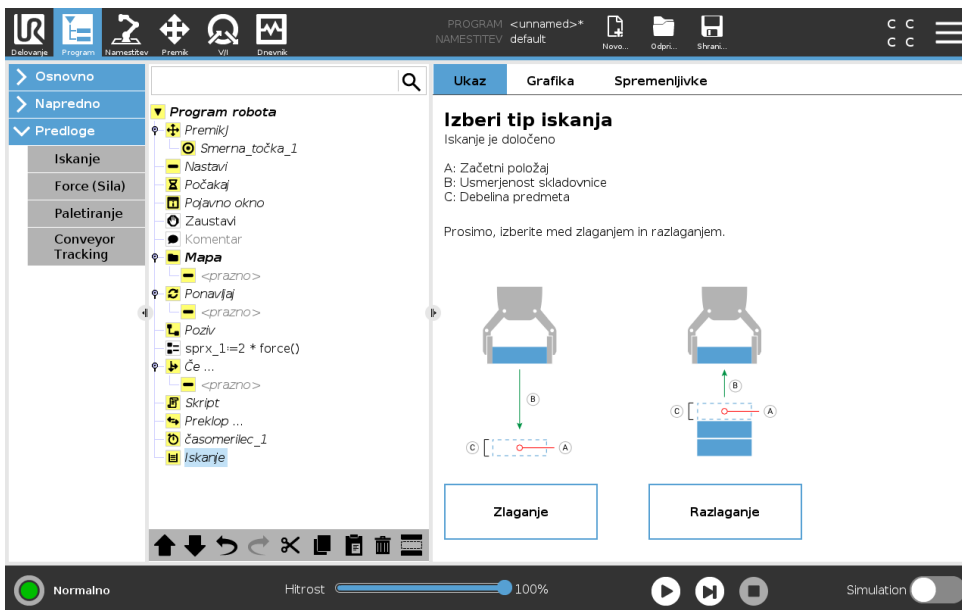 UR
Delovanje
Program
Namestitev
Premik
V/I
Dnevnik
PROGRAM <unnamed>*
NAMESTITEV default
Novo...
Odpri...
Shrani...
C C
C C
Osnovno
Napredno
Predloge
Iskanje
Force (Sila)
Paletiranje
Conveyor
Tracking
Program robota
PremikJ
Smerna_točka_1
Nastavi
Počakaj
Pojavno okno
Zaustavi
Komentar
Mapa
<prazno>
Ponavljaj
<prazno>
Poziv
sprx_1≔2 * force()
Če ...
<prazno>
Skript
Preklop ...
časomerilec_1
Iskanje
Ukaz
Grafika
Spremenljivke
Izberi tip iskanja
Iskanje je določeno
A: Začetni položaj
B: Usmerjenost skladovnice
C: Debelina predmeta
Prosimo, izberite med zlaganjem in razlaganjem.
B
C
A
B
C
A
Zlaganje
Razlaganje
Normalno
Hitrost
100%
Simulation